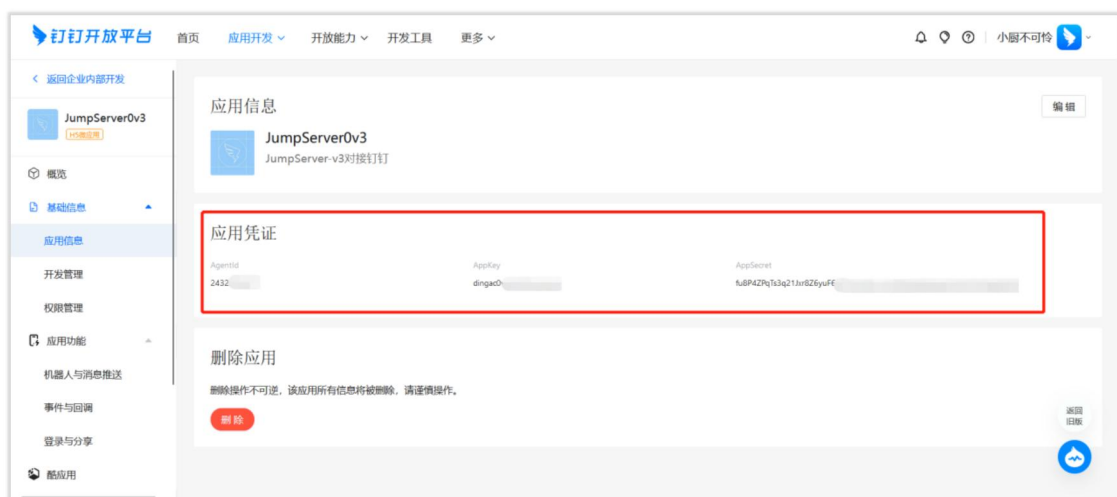 钉钉开放平台 首页 应用开发 开放能力 开发工具 更多 小厨不可怜
返回企业内部开发
JumpServer0v3
H5微应用
概览
基础信息
应用信息
开发管理
权限管理
应用功能
机器人与消息推送
事件与回调
登录与分享
酷应用
应用信息 编辑
JumpServer0v3
JumpServer-v3对接钉钉
应用凭证
AgentId AppKey AppSecret
2432 dingac0 fu8P4ZPqTs3q21Jxr8Z6yuF
删除应用
删除操作不可逆，该应用所有信息将被删除，请谨慎操作。
删除
返回
旧版